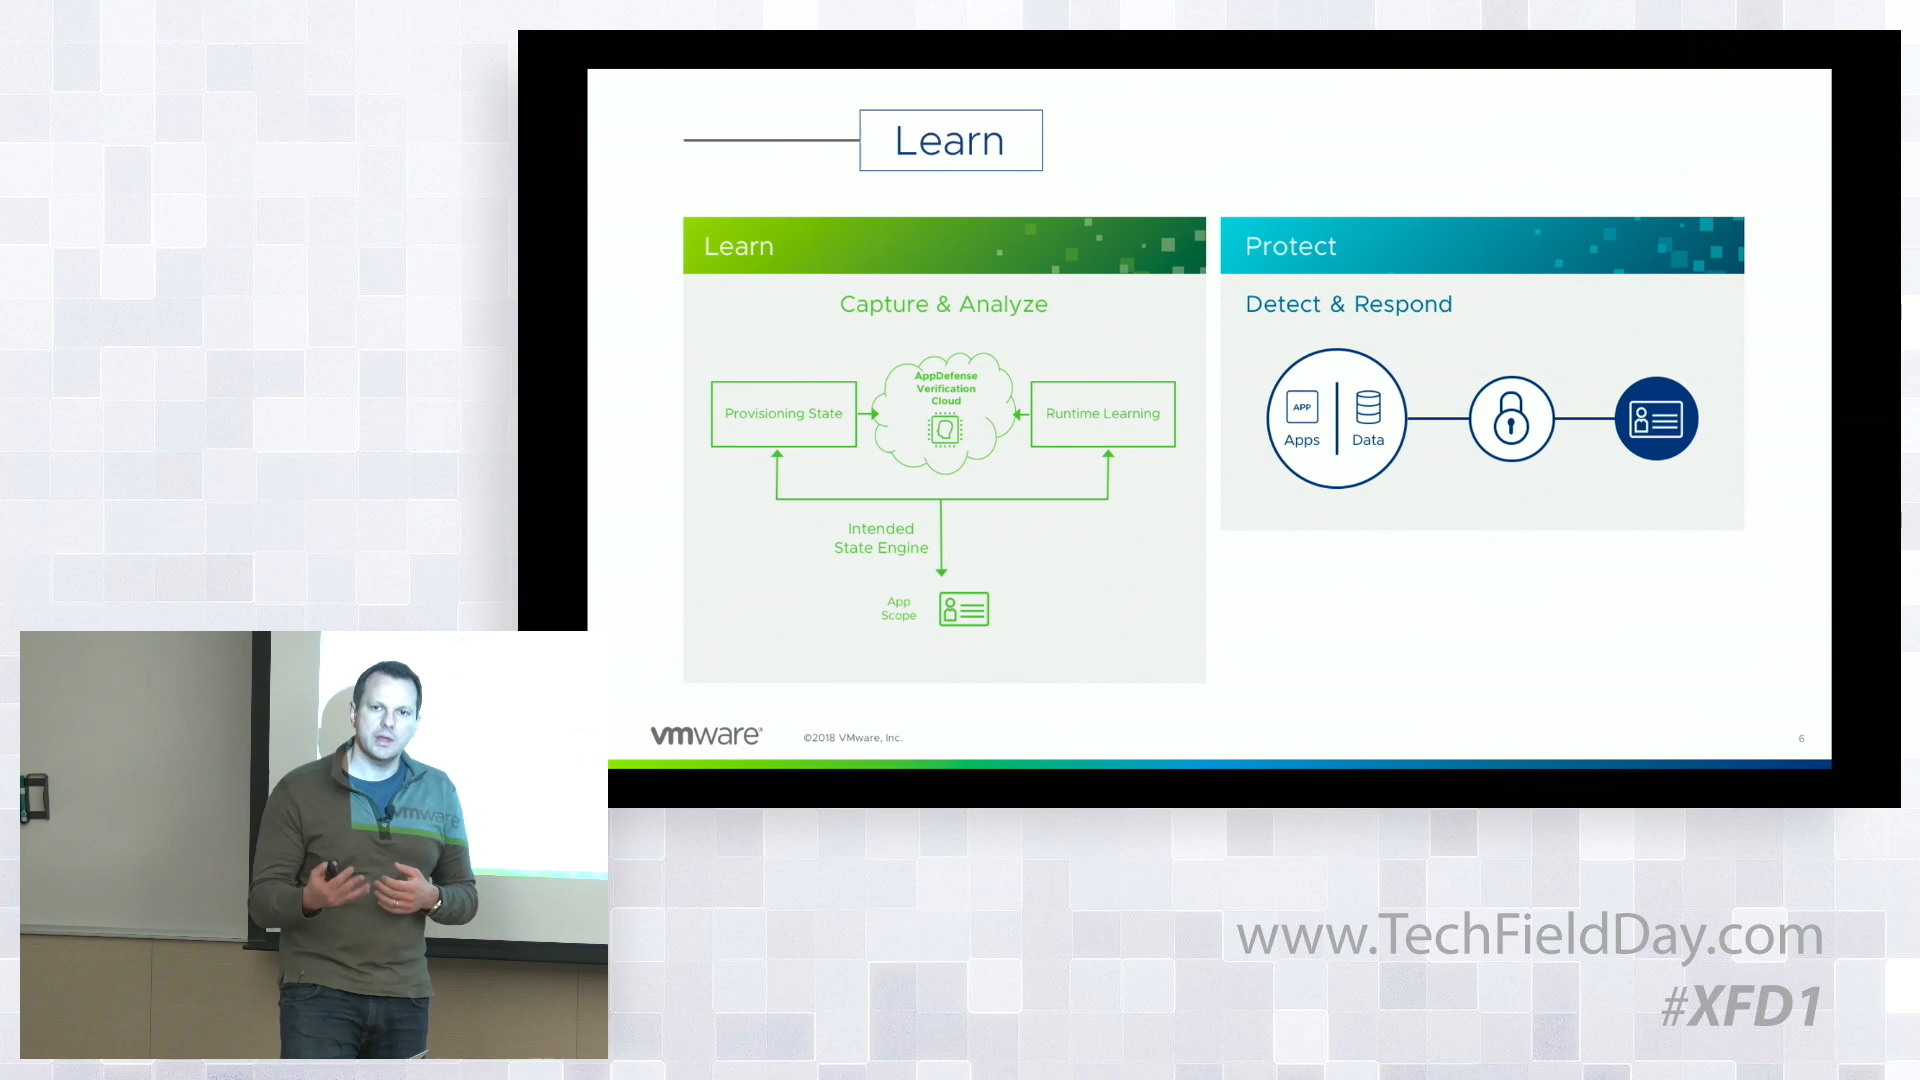 Learn
Learn
Capture & Analyze
Provisioning State
AppDefense
Verification
Cloud
Runtime Learning
Intended
State Engine
App
Scope
Protect
Detect & Respond
APP
Apps
Data
vmware®
©2018 VMware, Inc.
6
vmware
www.TechFieldDay.com
#XFD1